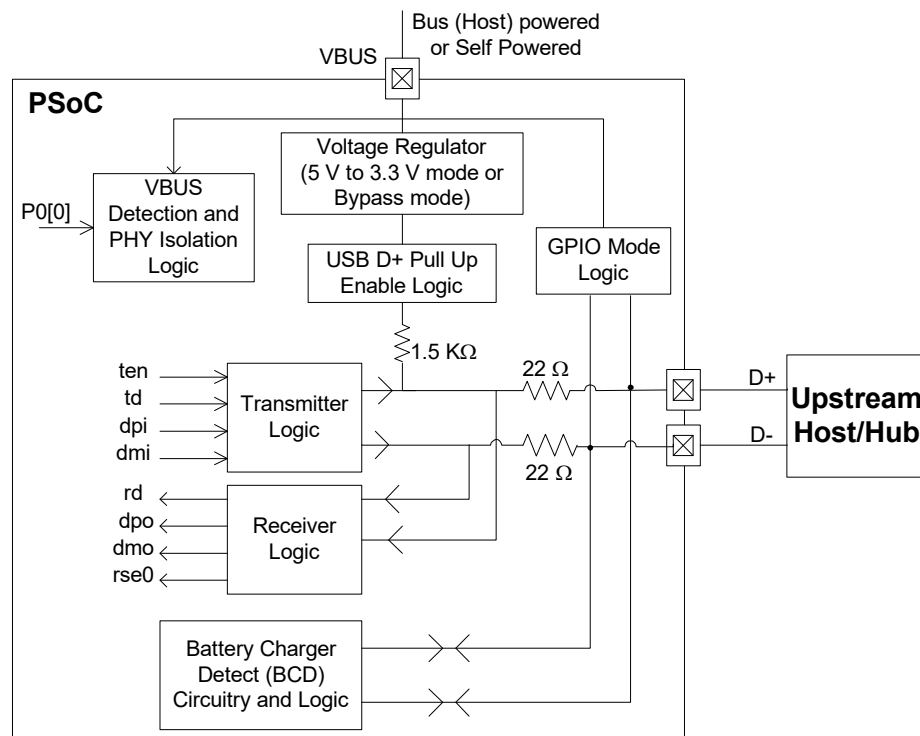 Bus (Host) powered
or Self Powered
VBUS
PSoC
Voltage Regulator
(5 V to 3.3 V mode or
Bypass mode)
VBUS
Detection and
PHY Isolation
Logic
P0[0]
USB D+ Pull Up
Enable Logic
GPIO Mode
Logic
1.5 KΩ
22 Ω
ten
td
dpi
dmi
Transmitter
Logic
D+
D-
Upstream
Host/Hub
22 Ω
rd
dpo
dmo
rse0
Receiver
Logic
Battery Charger
Detect (BCD)
Circuitry and Logic